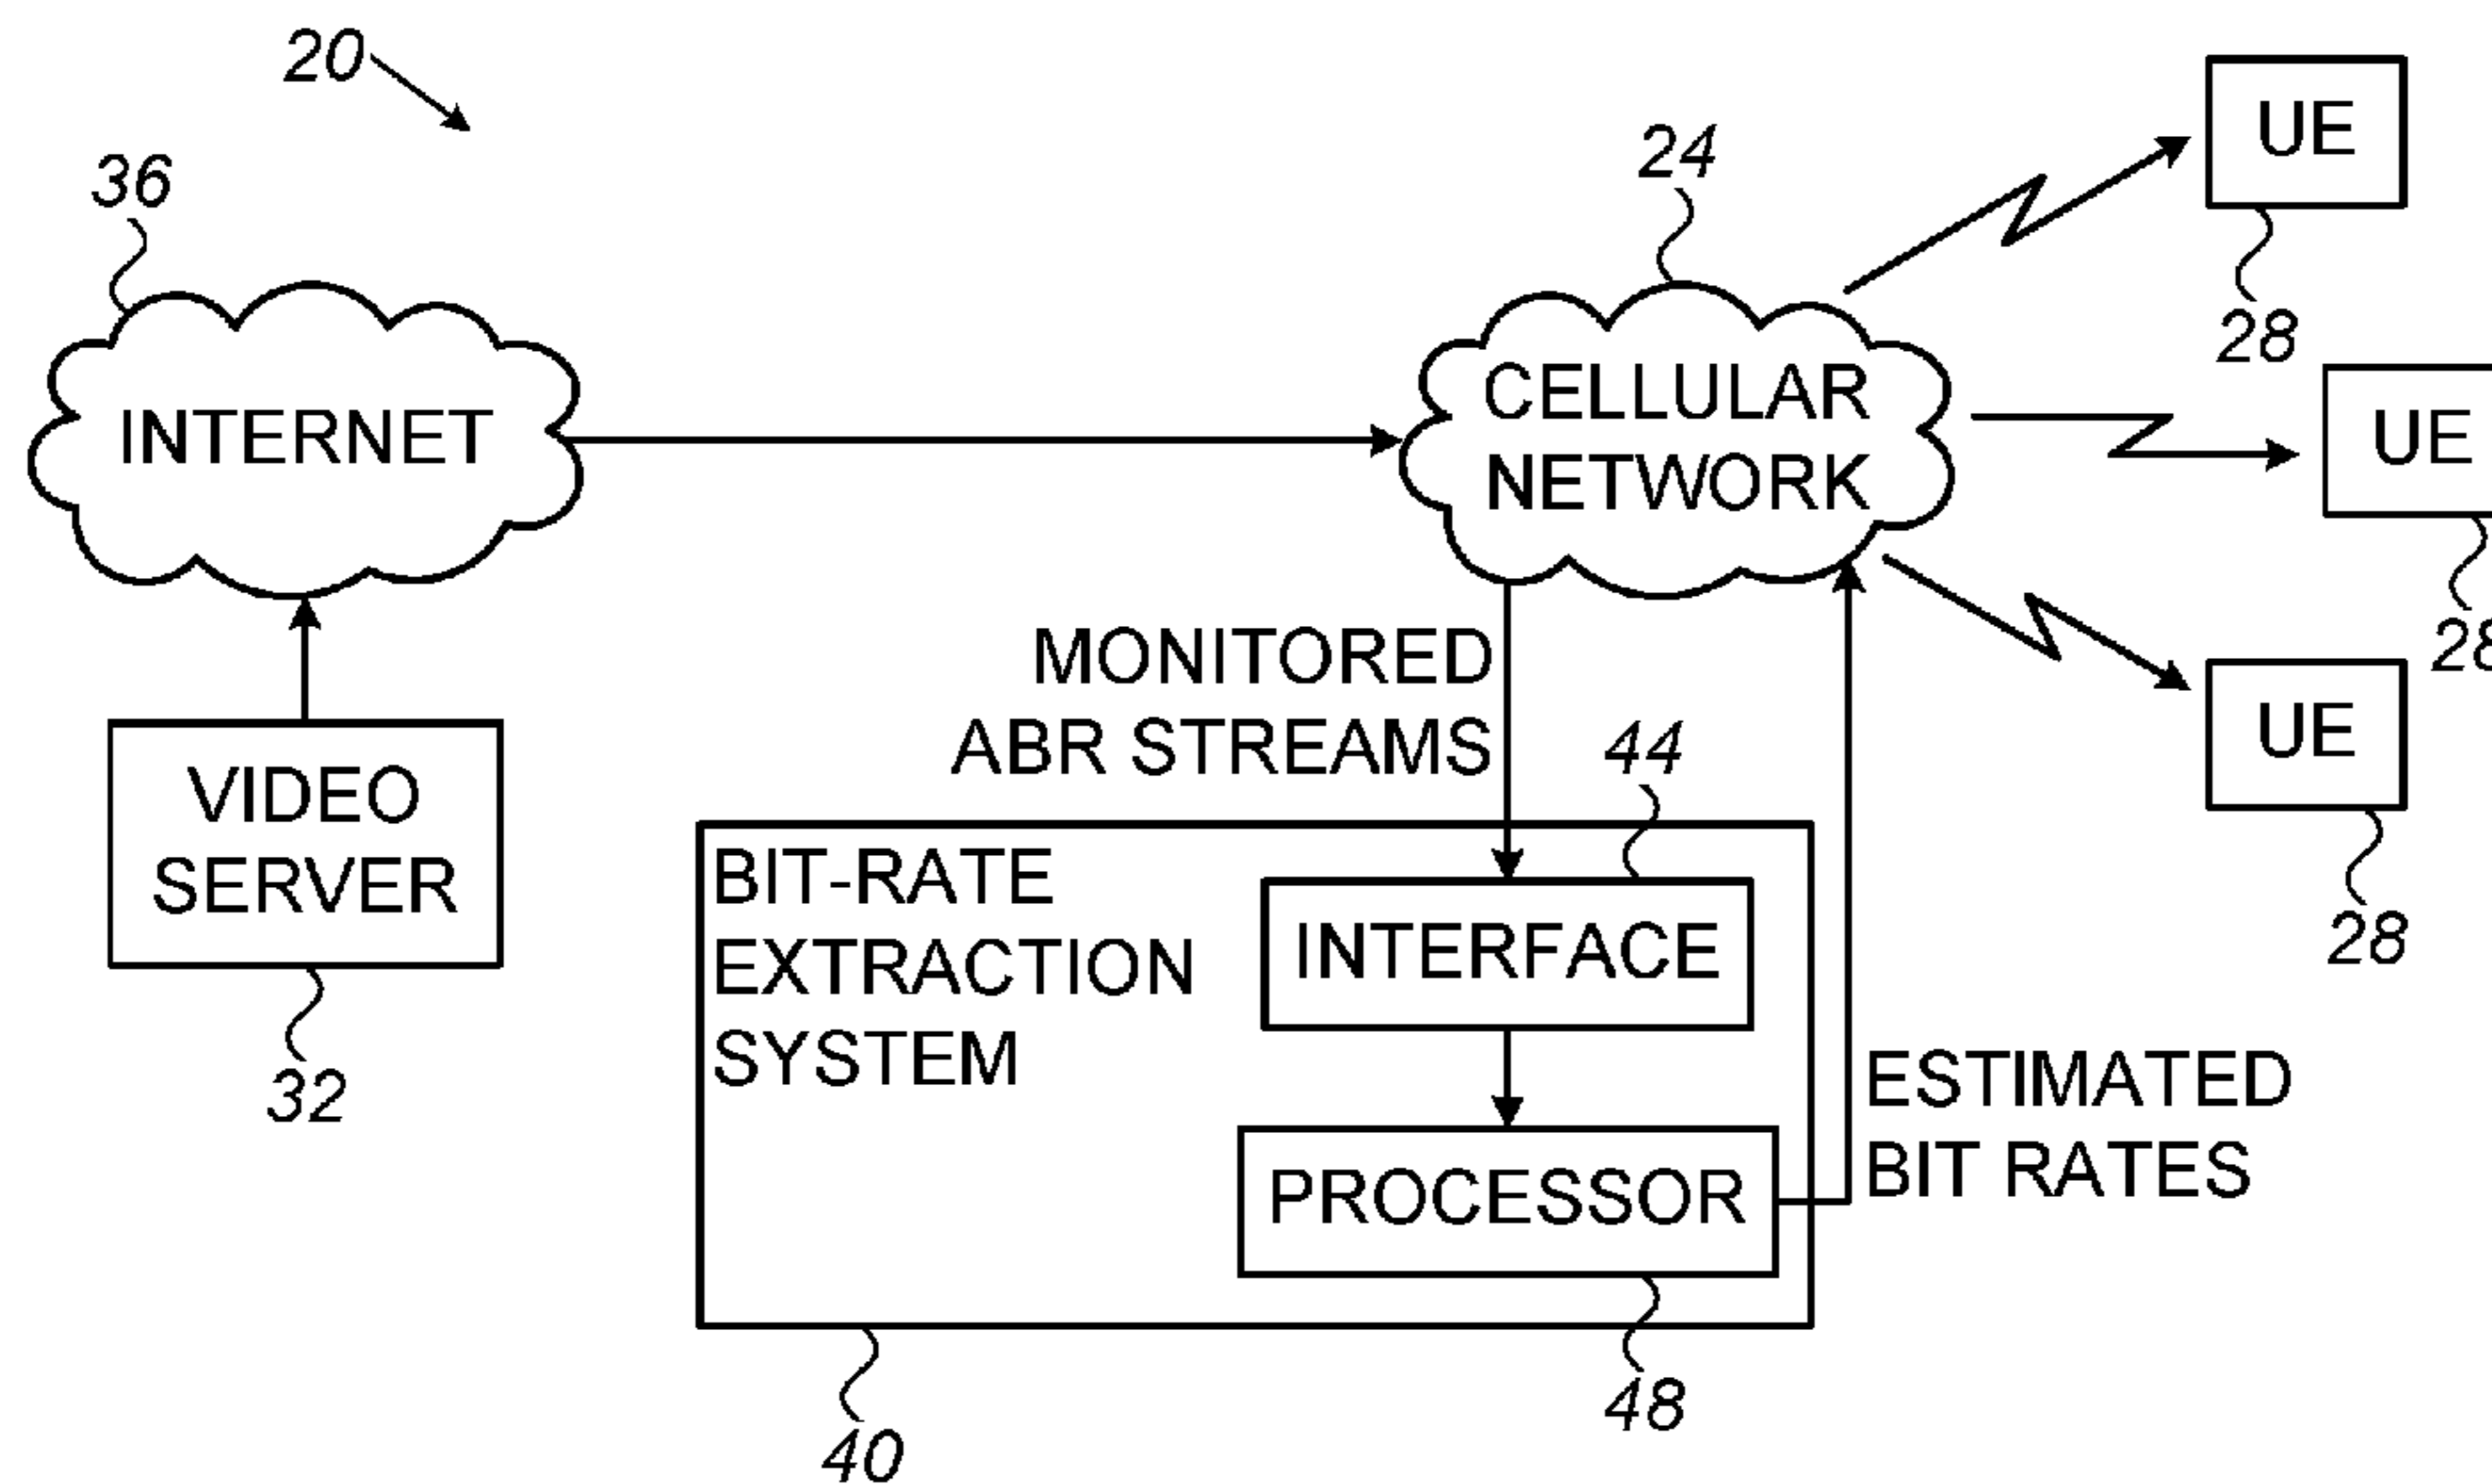 20
36
24
UE
28
INTERNET
CELLULAR
NETWORK
UE
28
MONITORED
ABR STREAMS
UE
28
VIDEO
SERVER
32
44
BIT-RATE
EXTRACTION
SYSTEM
INTERFACE
PROCESSOR
ESTIMATED
BIT RATES
48
40